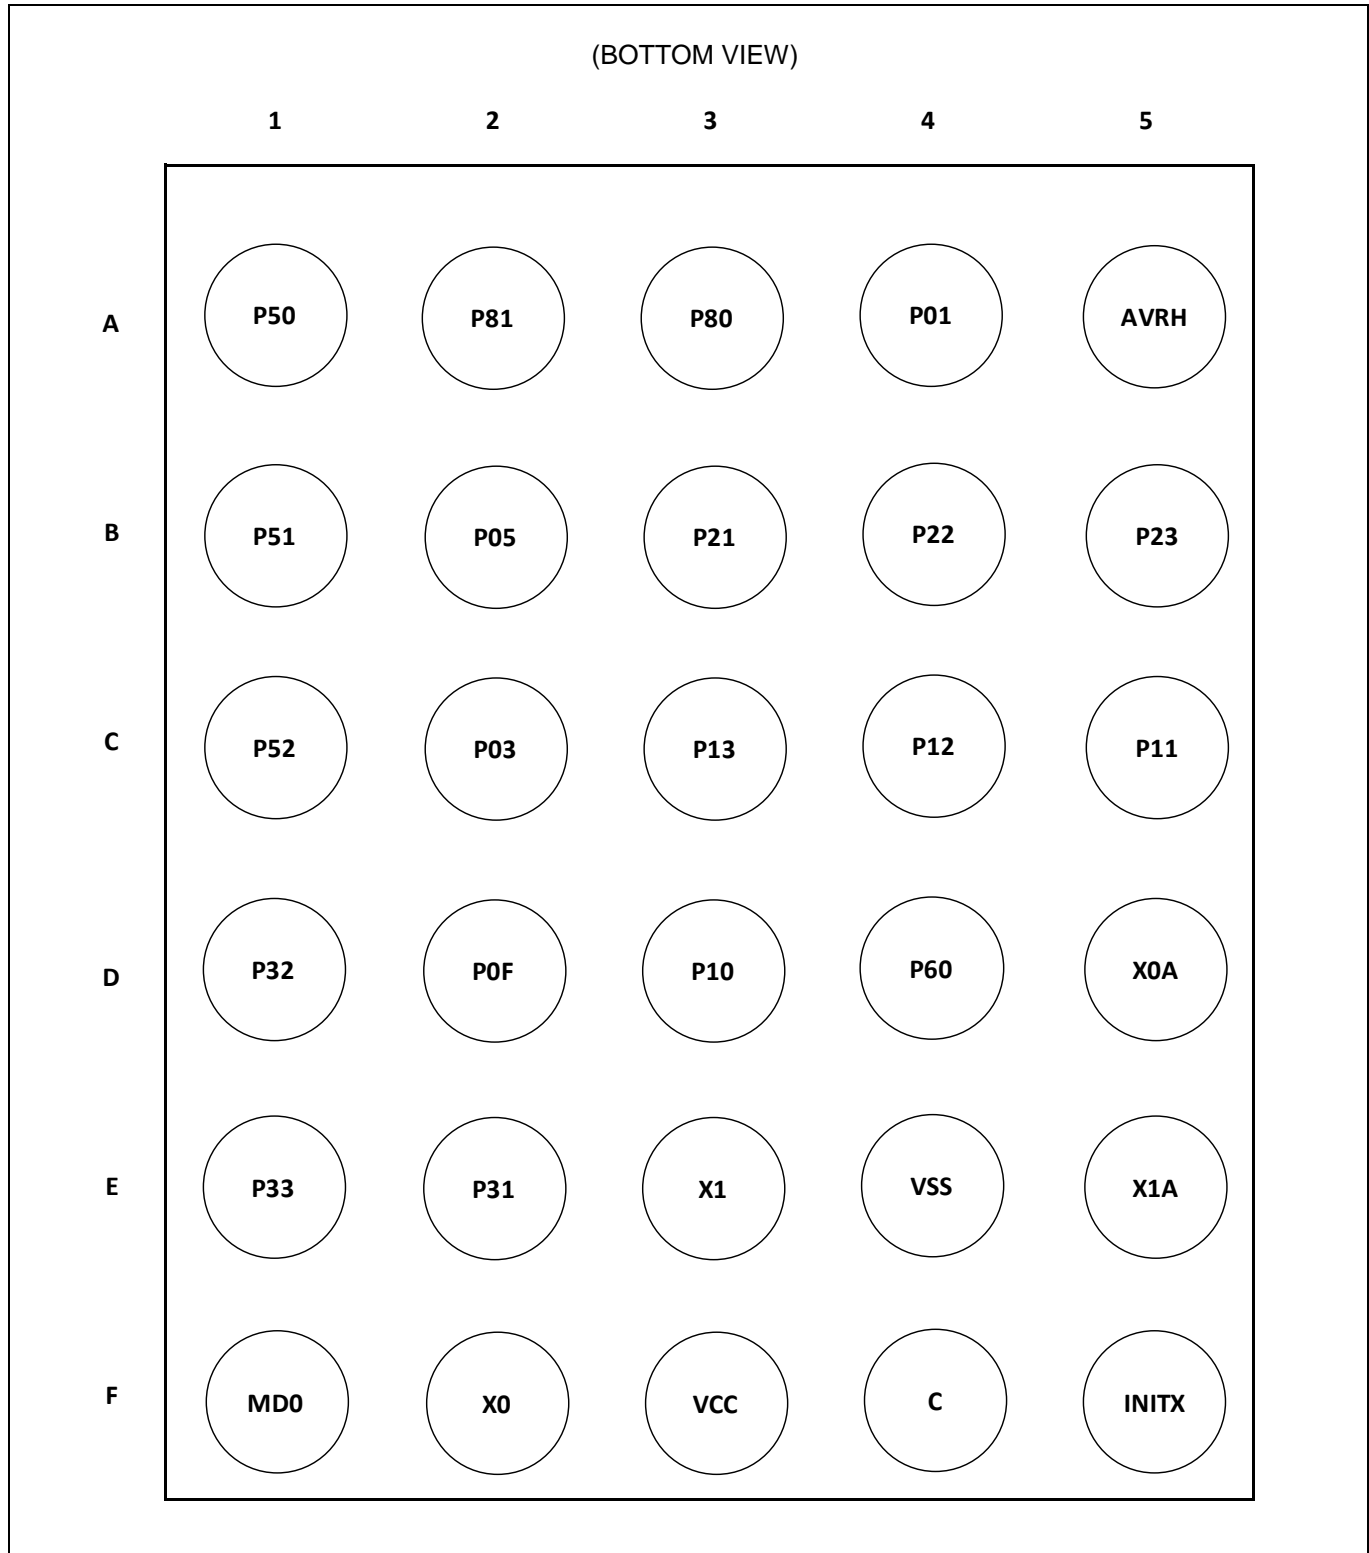 (BOTTOM VIEW)
1 2 3 4 5
A P50 P81 P80 P01 AVRH
B P51 P05 P21 P22 P23
C P52 P03 P13 P12 P11
D P32 P0F P10 P60 X0A
E P33 P31 X1 VSS X1A
F MD0 X0 VCC C INITX